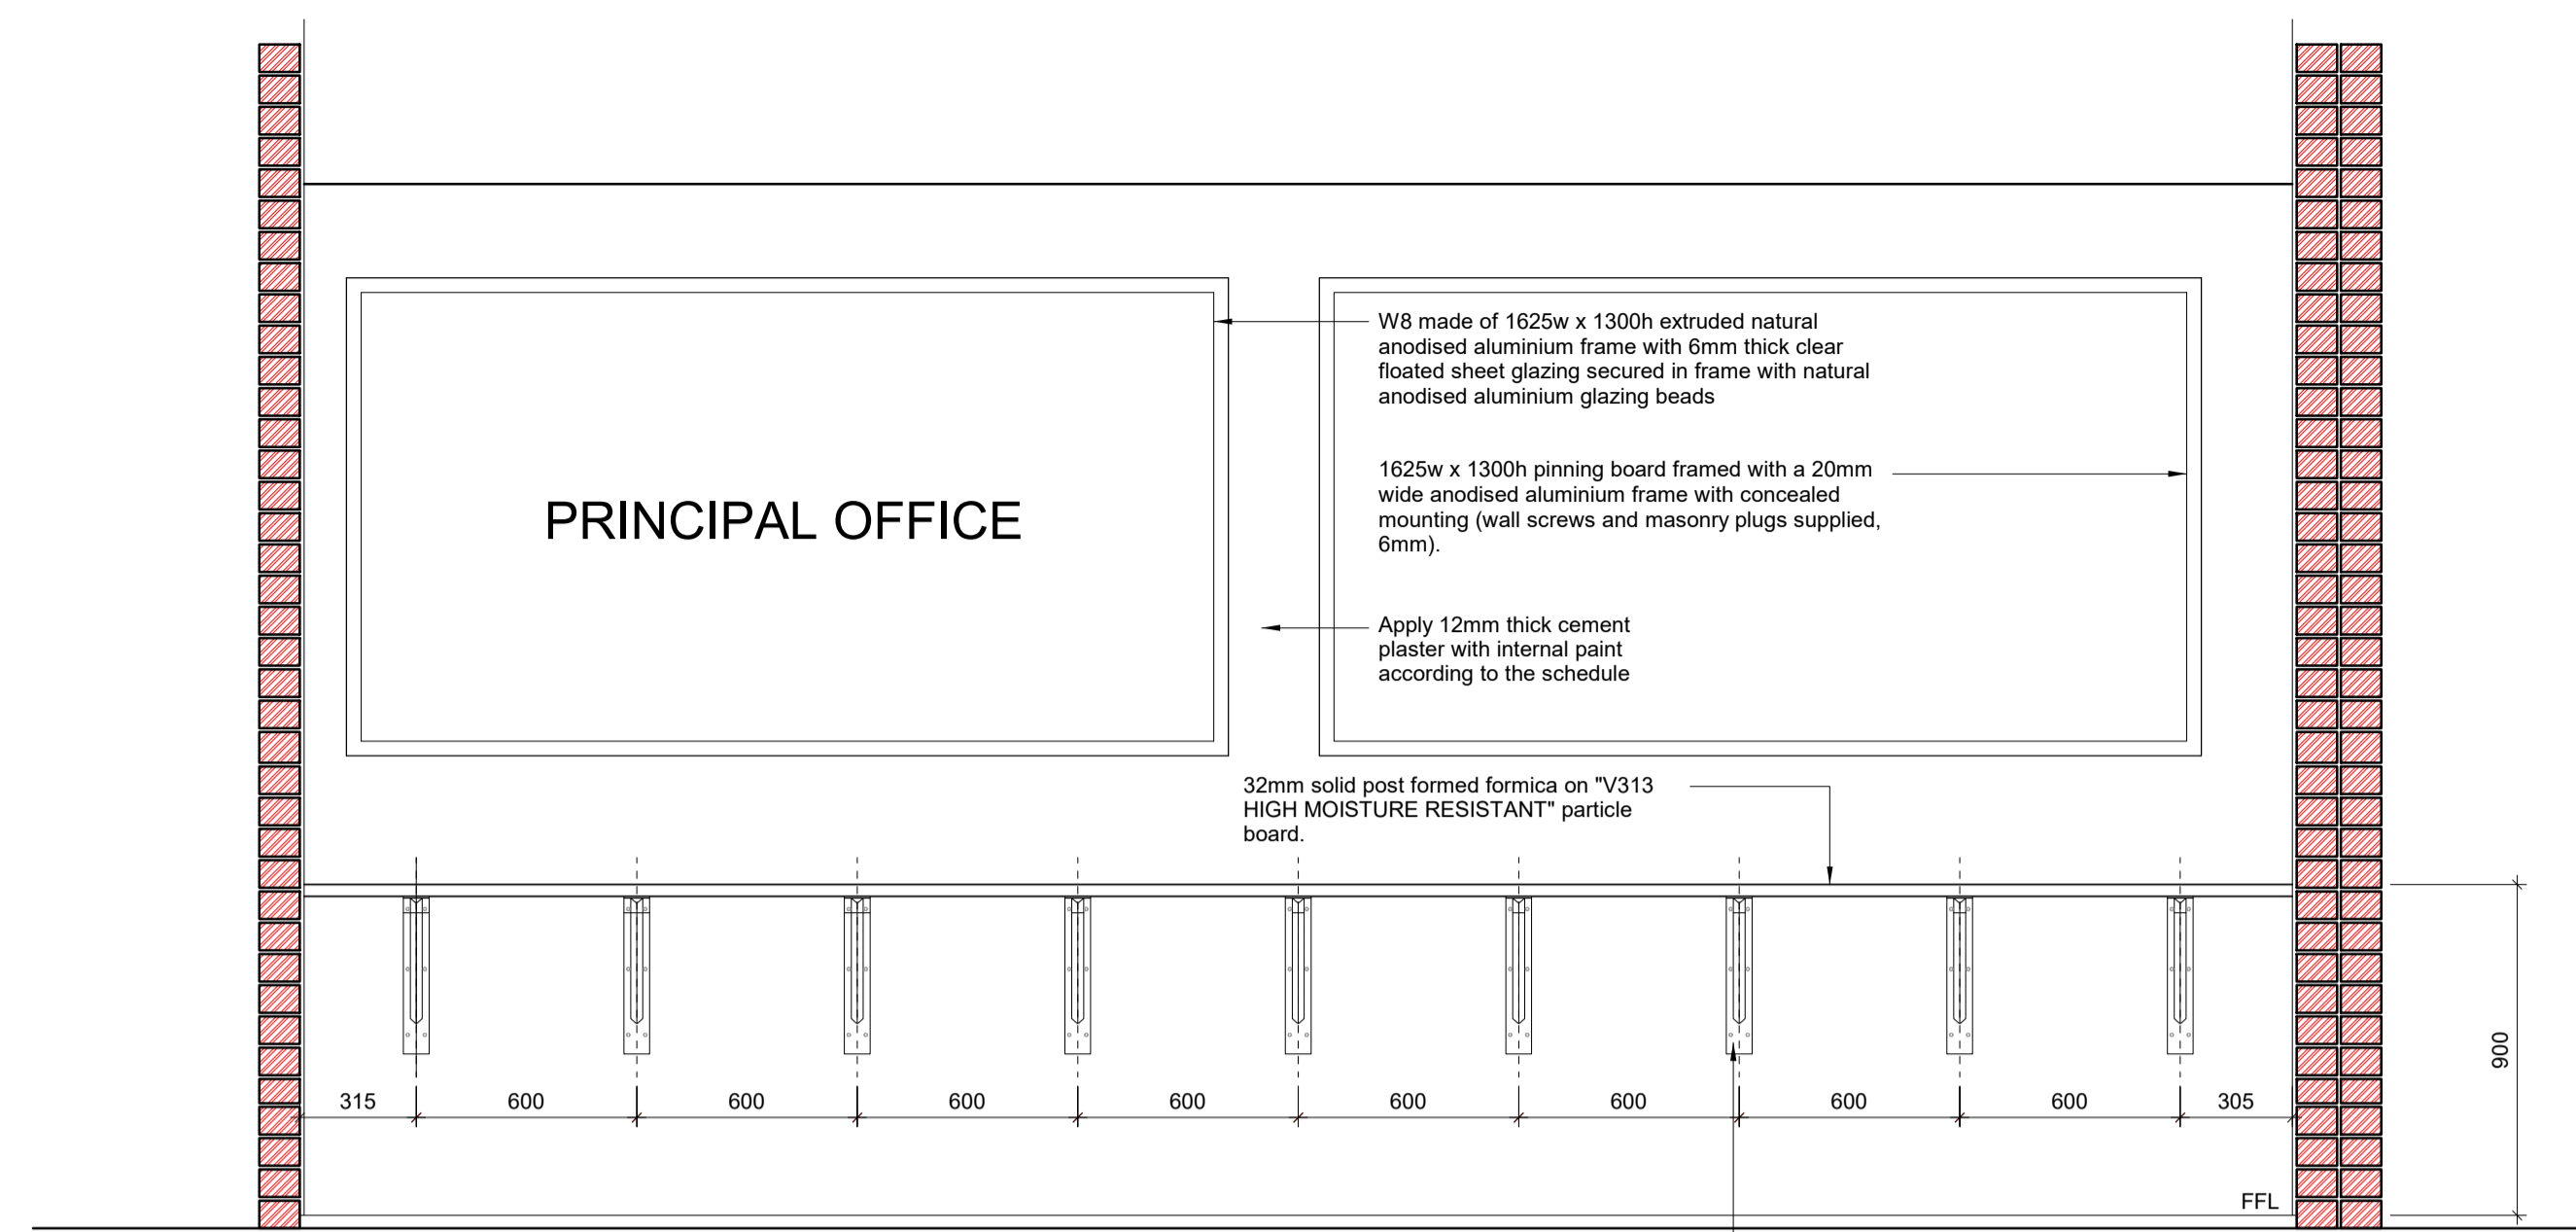 W8 made of 1625w x 1300h extruded natural
anodised aluminium frame with 6mm thick clear
floated sheet glazing secured in frame with natural
anodised aluminium glazing beads
PRINCIPAL OFFICE
1625w x 1300h pinning board framed with a 20mm
wide anodised aluminium frame with concealed
mounting (wall screws and masonry plugs supplied,
6mm).
Apply 12mm thick cement
plaster with internal paint
according to the schedule
32mm solid post formed formica on "V313
HIGH MOISTURE RESISTANT" particle
board.
900
315 600 600 600 600 600 600 600 600 305
FFL